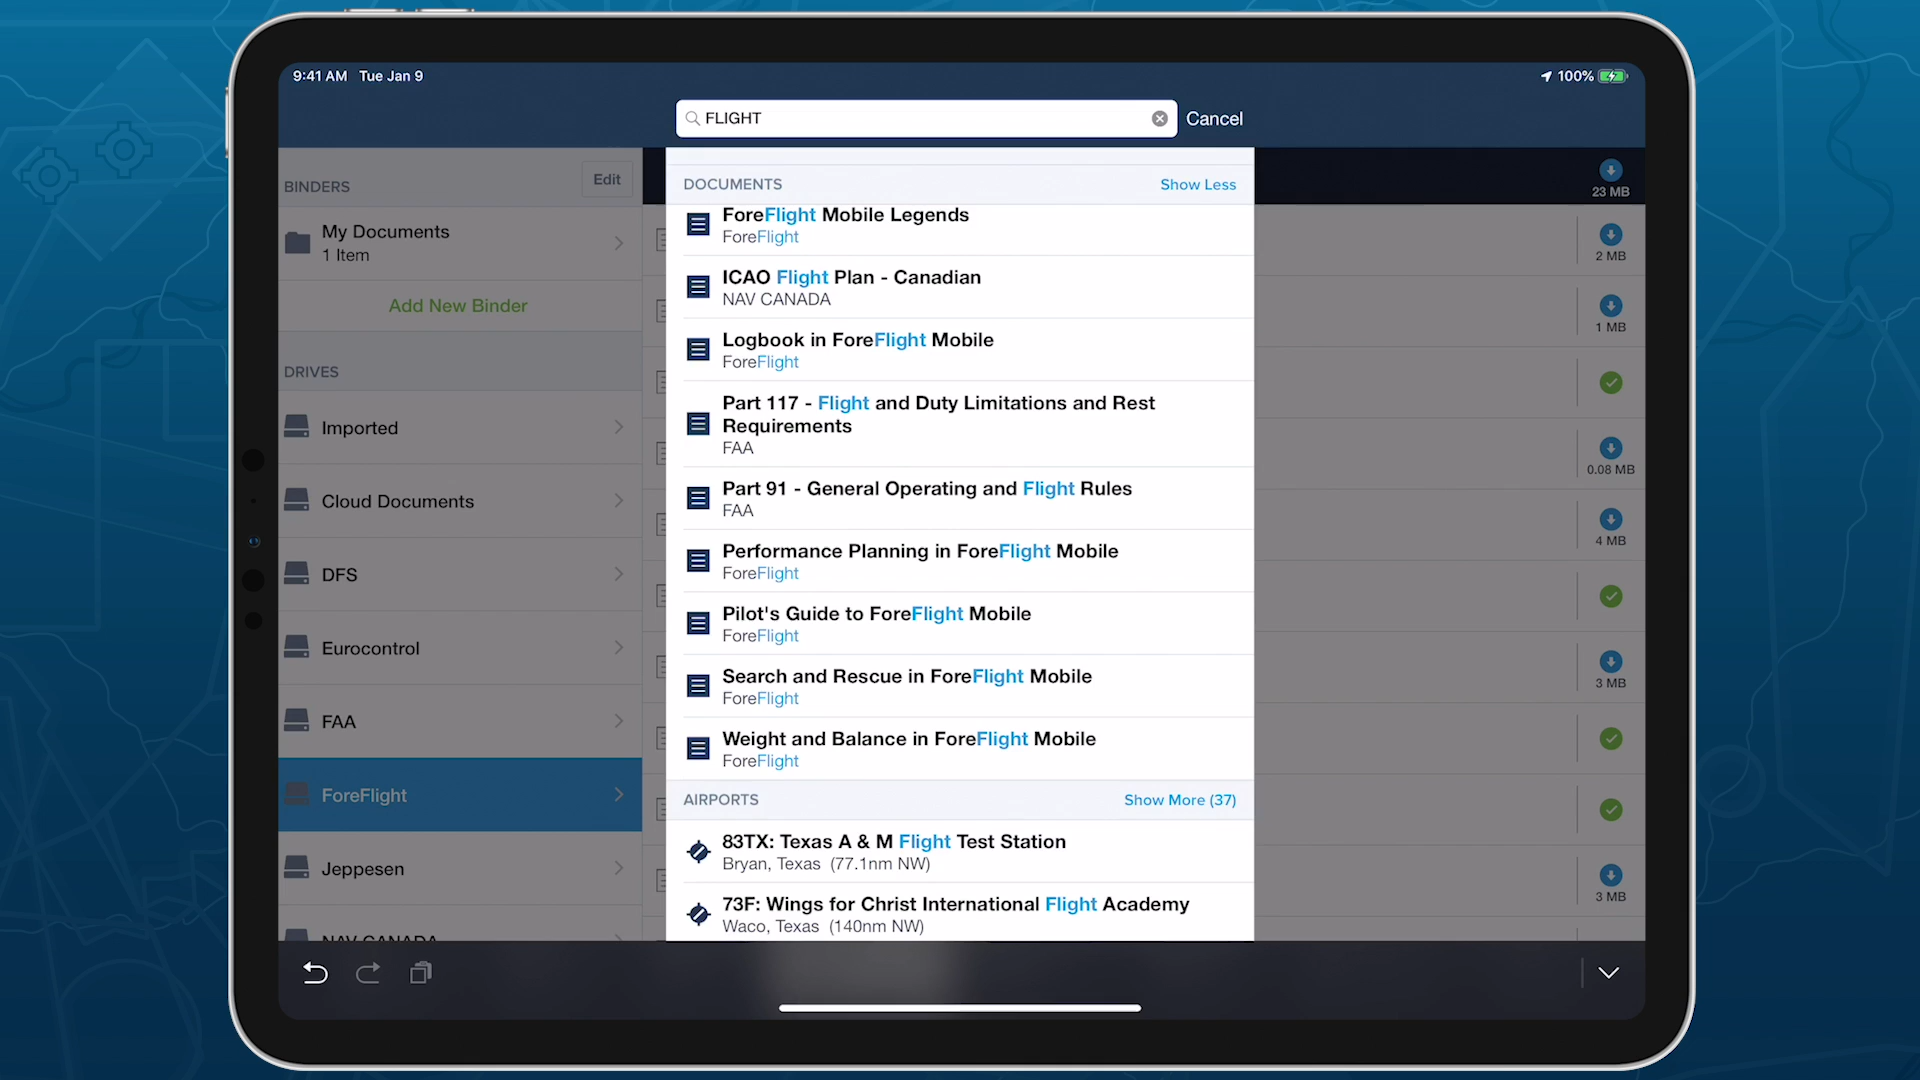 9:41 AM Tue Jan 9
100%
FLIGHT
Cancel
BINDERS
Edit
My Documents
1 Item
Add New Binder
DRIVES
Imported
Cloud Documents
DFS
Eurocontrol
FAA
ForeFlight
Jeppesen
NAV CANADA
DOCUMENTS
Show Less
ForeFlight Mobile Legends
ForeFlight
ICAO Flight Plan - Canadian
NAV CANADA
Logbook in ForeFlight Mobile
ForeFlight
Part 117 - Flight and Duty Limitations and Rest
Requirements
FAA
Part 91 - General Operating and Flight Rules
FAA
Performance Planning in ForeFlight Mobile
ForeFlight
Pilot's Guide to ForeFlight Mobile
ForeFlight
Search and Rescue in ForeFlight Mobile
ForeFlight
Weight and Balance in ForeFlight Mobile
ForeFlight
AIRPORTS
Show More (37)
83TX: Texas A & M Flight Test Station
Bryan, Texas (77.1nm NW)
73F: Wings for Christ International Flight Academy
Waco, Texas (140nm NW)
23 MB
2 MB
1 MB
0.08 MB
4 MB
3 MB
3 MB